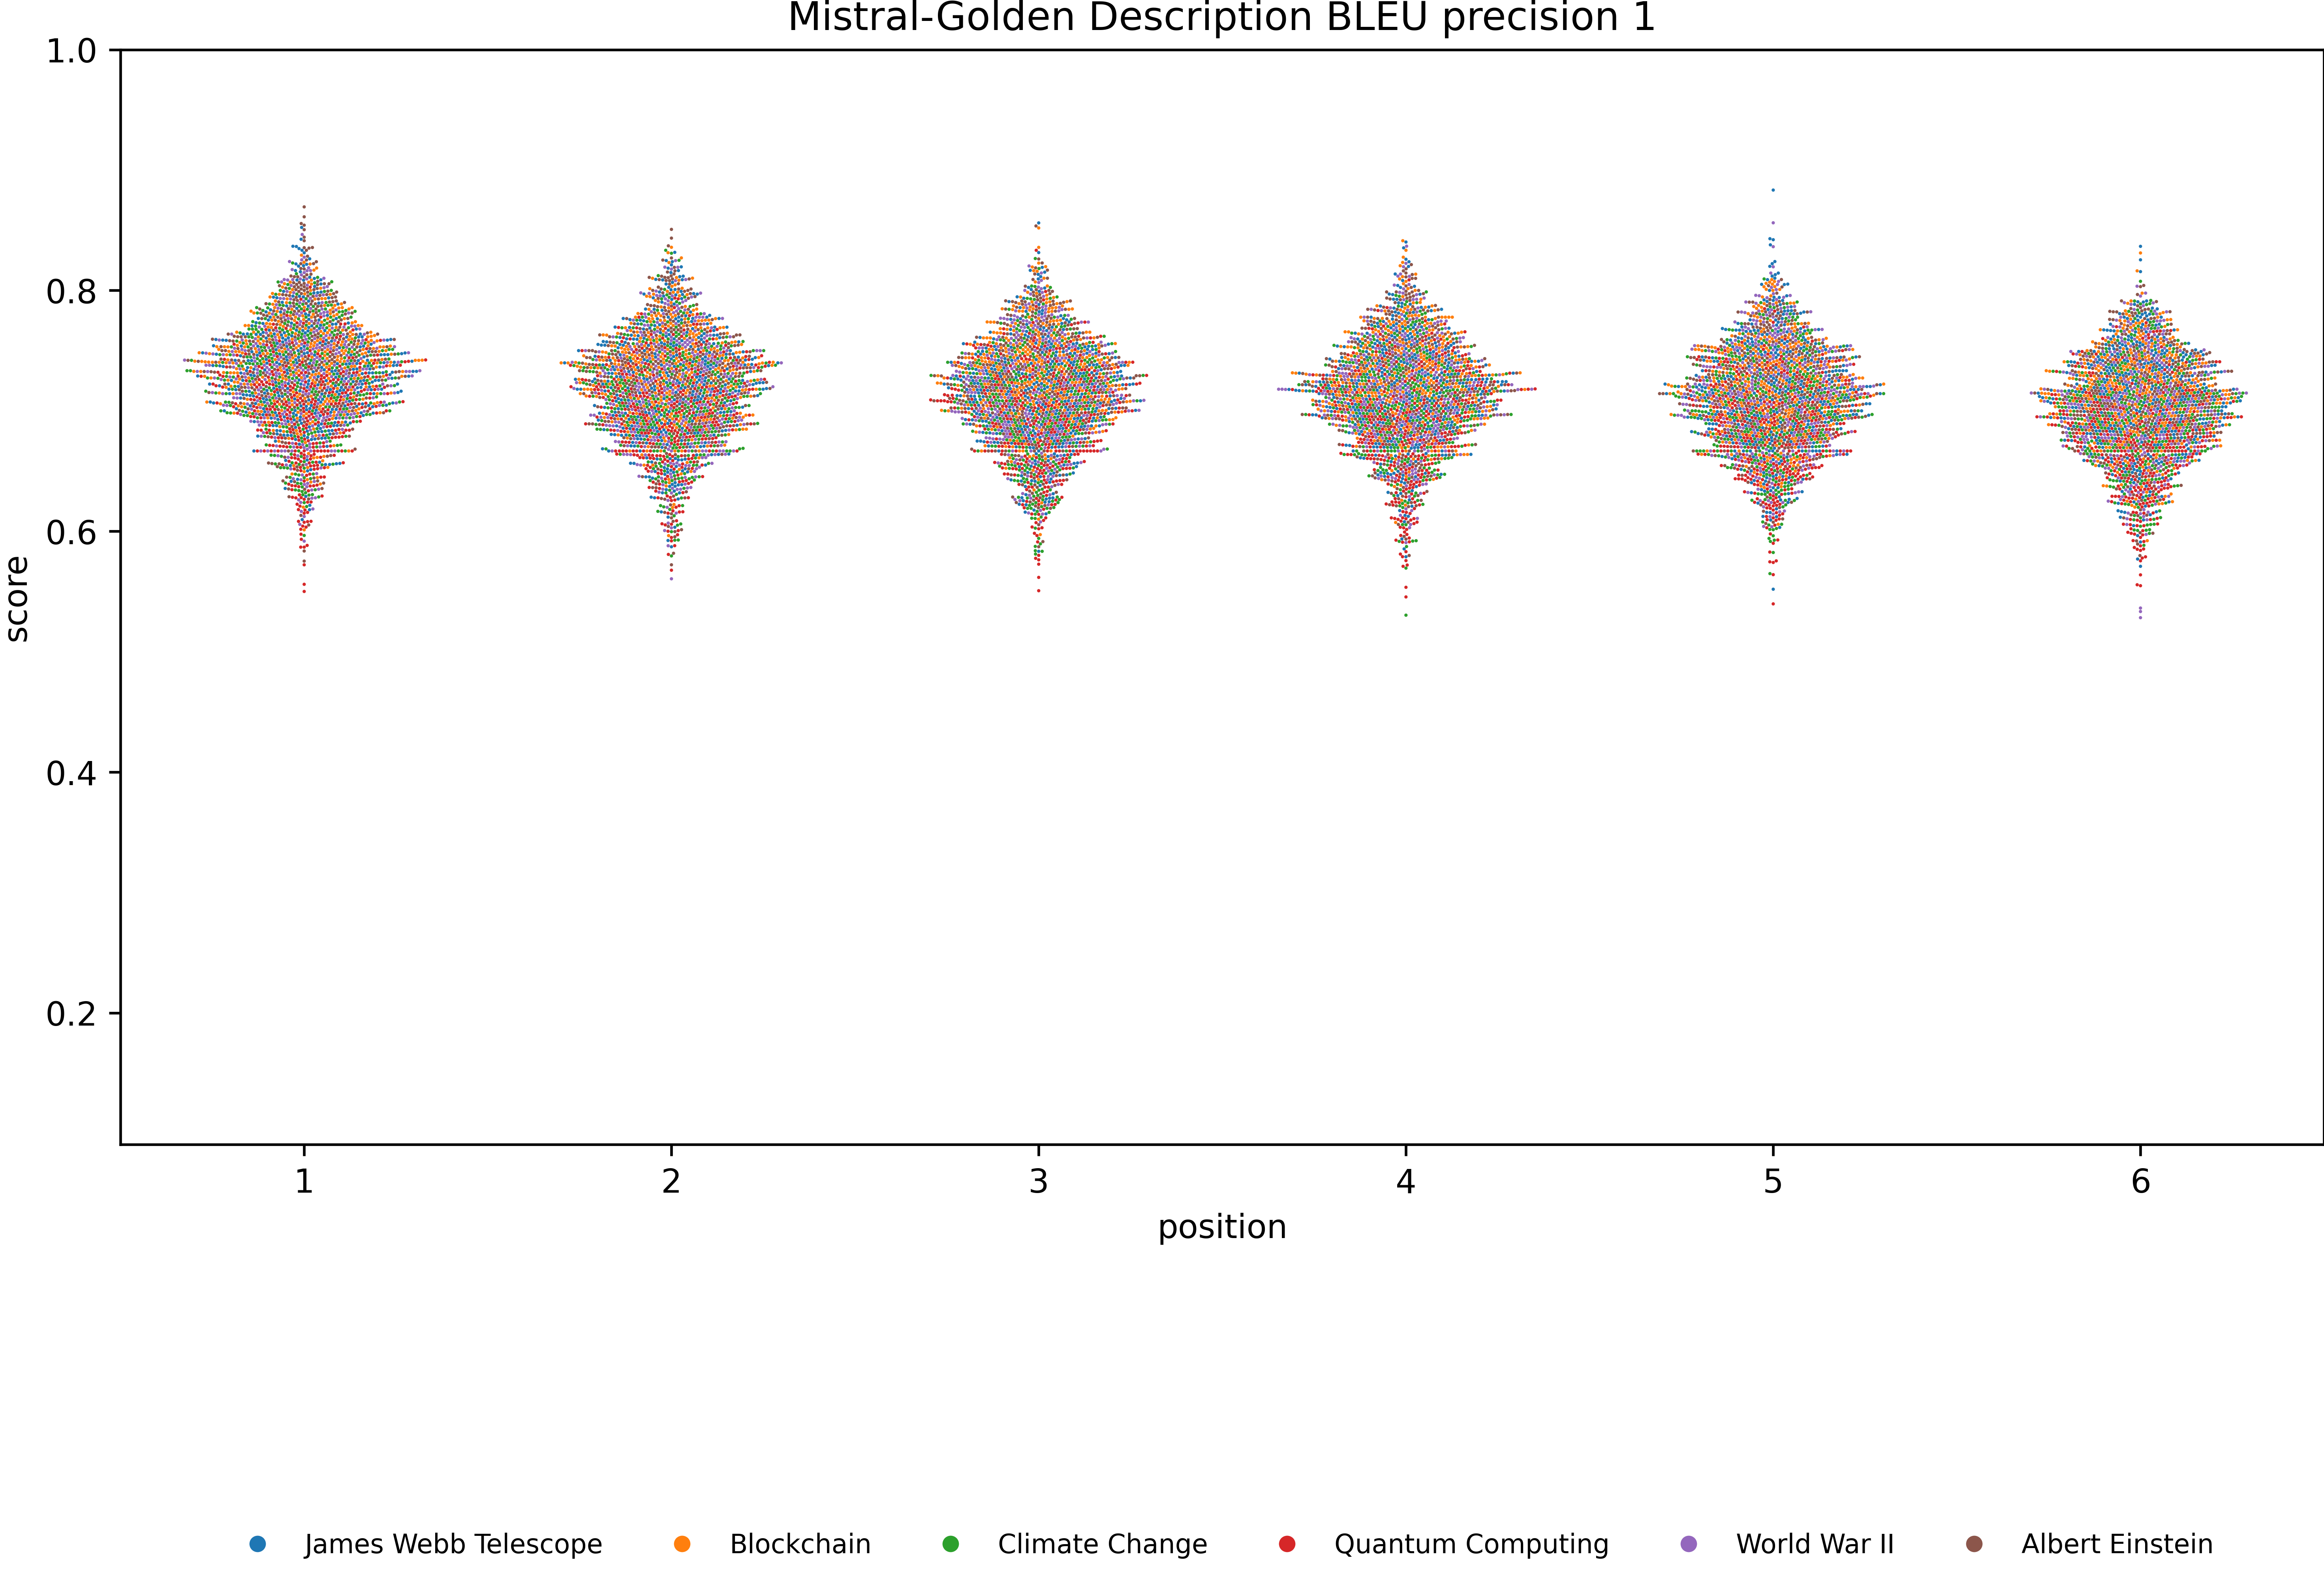 Mistral-Golden Description BLEU precision 1
1.0
0.8
0.6
0.4
0.2
score
1 2 3 4 5 6
position
James Webb Telescope Blockchain Climate Change Quantum Computing World War II Albert Einstein